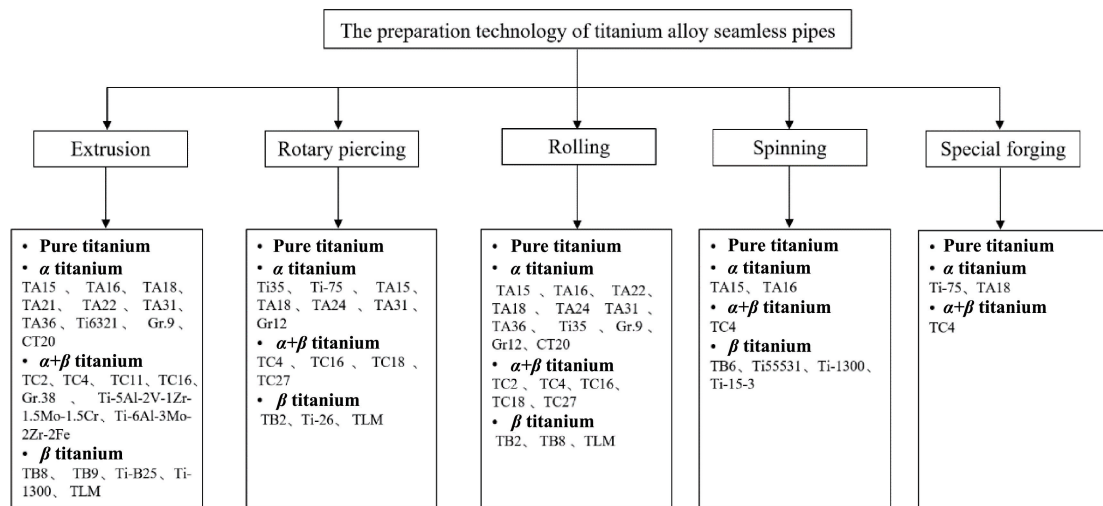 The preparation technology of titanium alloy seamless pipes
Extrusion
Rotary piercing
Rolling
Spinning
Special forging
• Pure titanium
• α titanium
TA15 、 TA16、 TA18、
TA21、 TA22 、 TA31、
TA36 、 Ti6321 、 Gr.9 、
CT20
• α+β titanium
TC2、TC4、 TC11、TC16、
Gr.38 、 Ti-5Al-2V-1Zr-
1.5Mo-1.5Cr、Ti-6Al-3Mo-
2Zr-2Fe
• β titanium
TB8、 TB9、 Ti-B25、 Ti-
1300、 TLM
• Pure titanium
• α titanium
Ti35 、 Ti-75 、 TA15、
TA18 、 TA24 、 TA31 、
Gr12
• α+β titanium
TC4 、 TC16 、 TC18 、
TC27
• β titanium
TB2、 Ti-26、 TLM
• Pure titanium
• α titanium
TA15 、 TA16、 TA22、
TA18 、 TA24 TA31 、
TA36、 Ti35 、 Gr.9 、
Gr12、 CT20
• α+β titanium
TC2 、 TC4、 TC16、
TC18 、 TC27
• β titanium
TB2、 TB8 、 TLM
• Pure titanium
• α titanium
TA15、 TA16
• α+β titanium
TC4
• β titanium
TB6、 Ti55531、 Ti-1300、
Ti-15-3
• Pure titanium
• α titanium
Ti-75、TA18
• α+β titanium
TC4